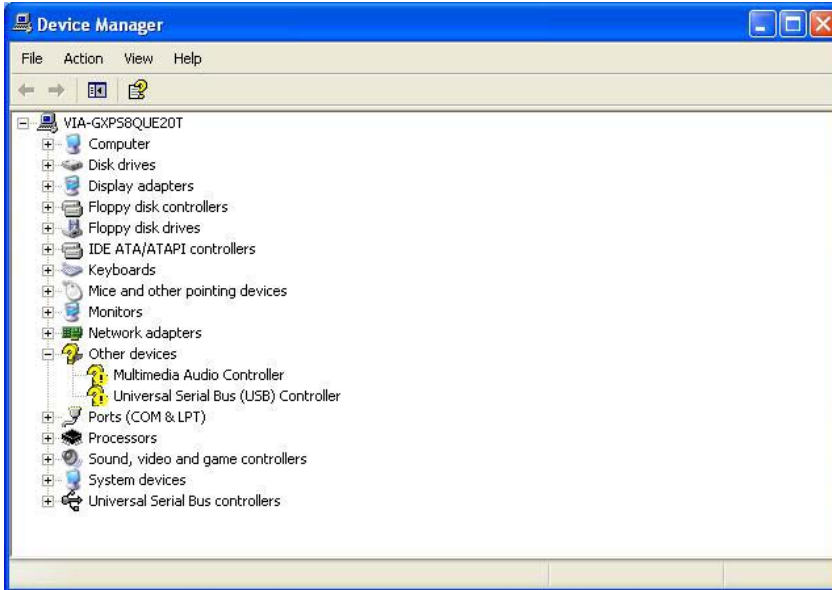 Device Manager
File Action View Help
VIA-GXPS8QUE20T
Computer
Disk drives
Display adapters
Floppy disk controllers
Floppy disk drives
IDE ATA/ATAPI controllers
Keyboards
Mice and other pointing devices
Monitors
Network adapters
Other devices
Multimedia Audio Controller
Universal Serial Bus (USB) Controller
Ports (COM & LPT)
Processors
Sound, video and game controllers
System devices
Universal Serial Bus controllers